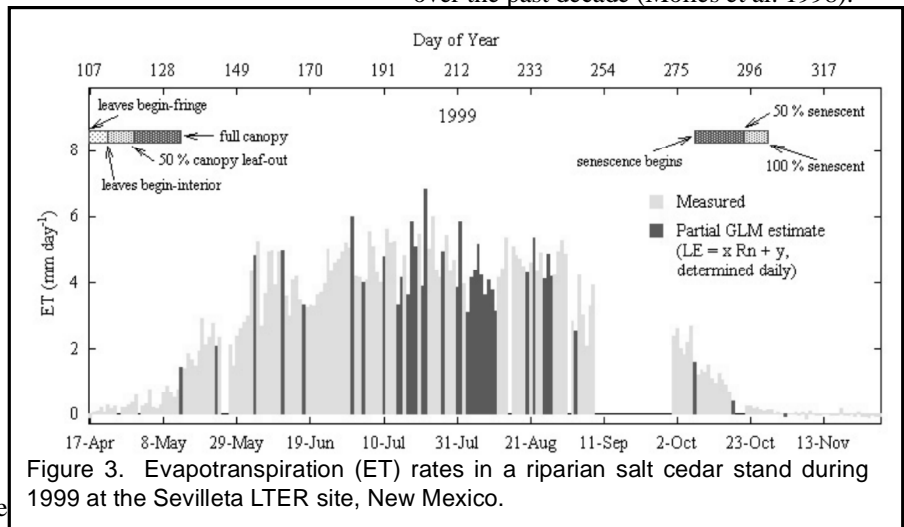 over the past decade (Mories et al. 1998).
Day of Year
107 128 149 170 191 212 233 254 275 296 317
1999
leaves begin-fringe
full canopy
50 % canopy leaf-out
leaves begin-interior
50 % senescent
senescence begins
100 % senescent
Measured
Partial GLM estimate
(LE = x Rn + y,
determined daily)
ET (mm day-1)
8
6
4
2
0
17-Apr 8-May 29-May 19-Jun 10-Jul 31-Jul 21-Aug 11-Sep 2-Oct 23-Oct 13-Nov
Figure 3. Evapotranspiration (ET) rates in a riparian salt cedar stand during
1999 at the Sevilleta LTER site, New Mexico.